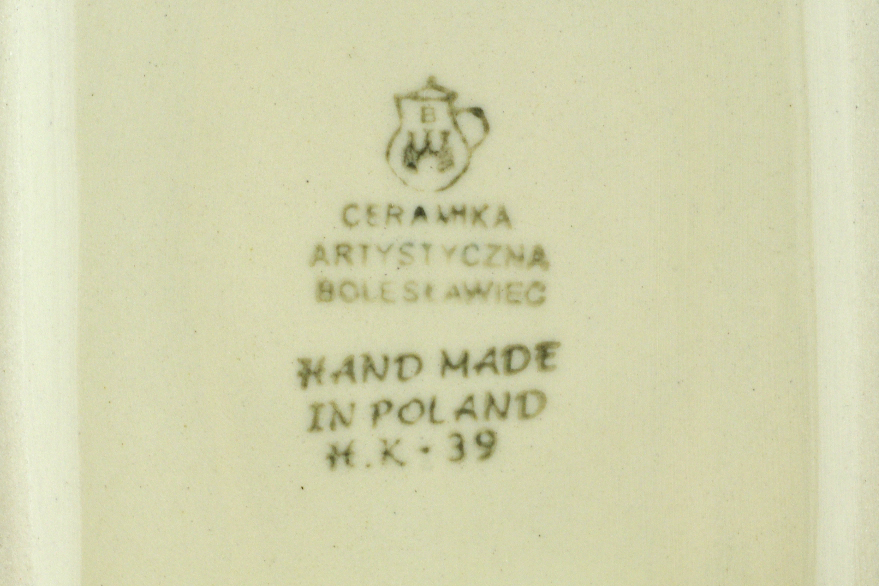 B
CERAMIKA
ARTYSTYCZNA
BOLESŁAWIEC
HAND MADE
IN POLAND
H.K·39